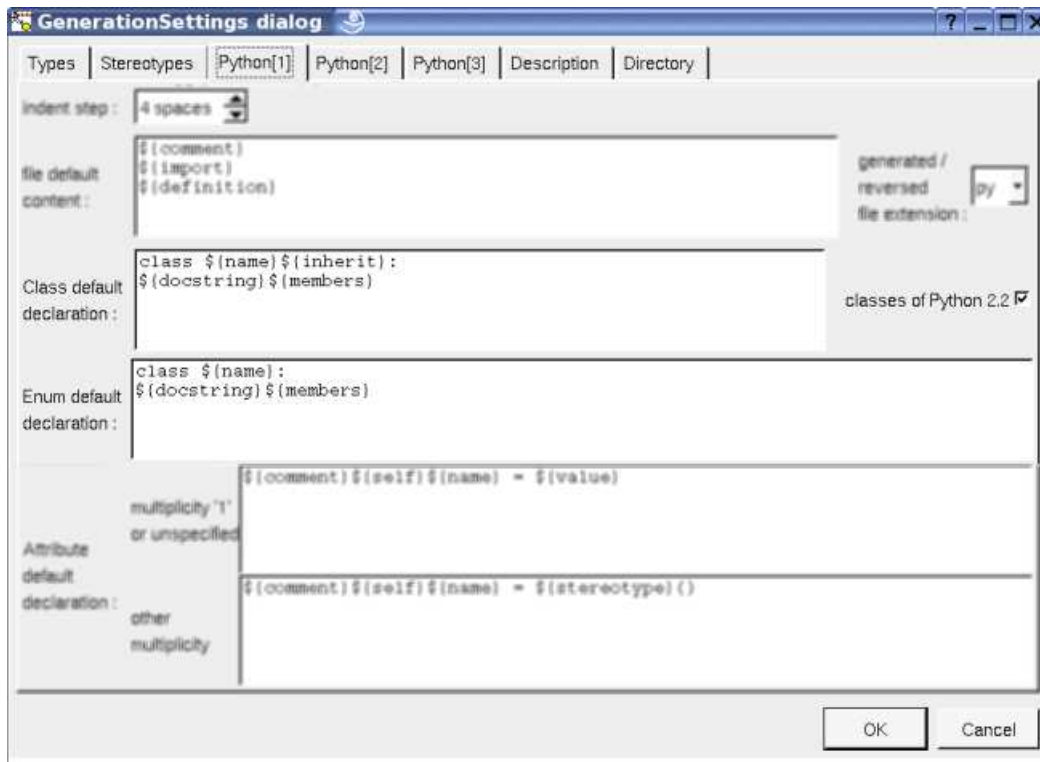 GenerationSettings dialog
Types Stereotypes Python[1] Python[2] Python[3] Description Directory
indent step : 4 spaces
file default
content :
${comment}
${import}
${definition}
generated /
reversed
file extension :
py
Class default
declaration :
class ${name}${inherit}:
${docstring}${members}
classes of Python 2.2
Enum default
declaration :
class ${name}:
${docstring}${members}
Attribute
default
declaration :
multiplicity '1'
or unspecified
${comment}${self}${name} = ${value}
other
multiplicity
${comment}${self}${name} = ${stereotype}()
OK Cancel